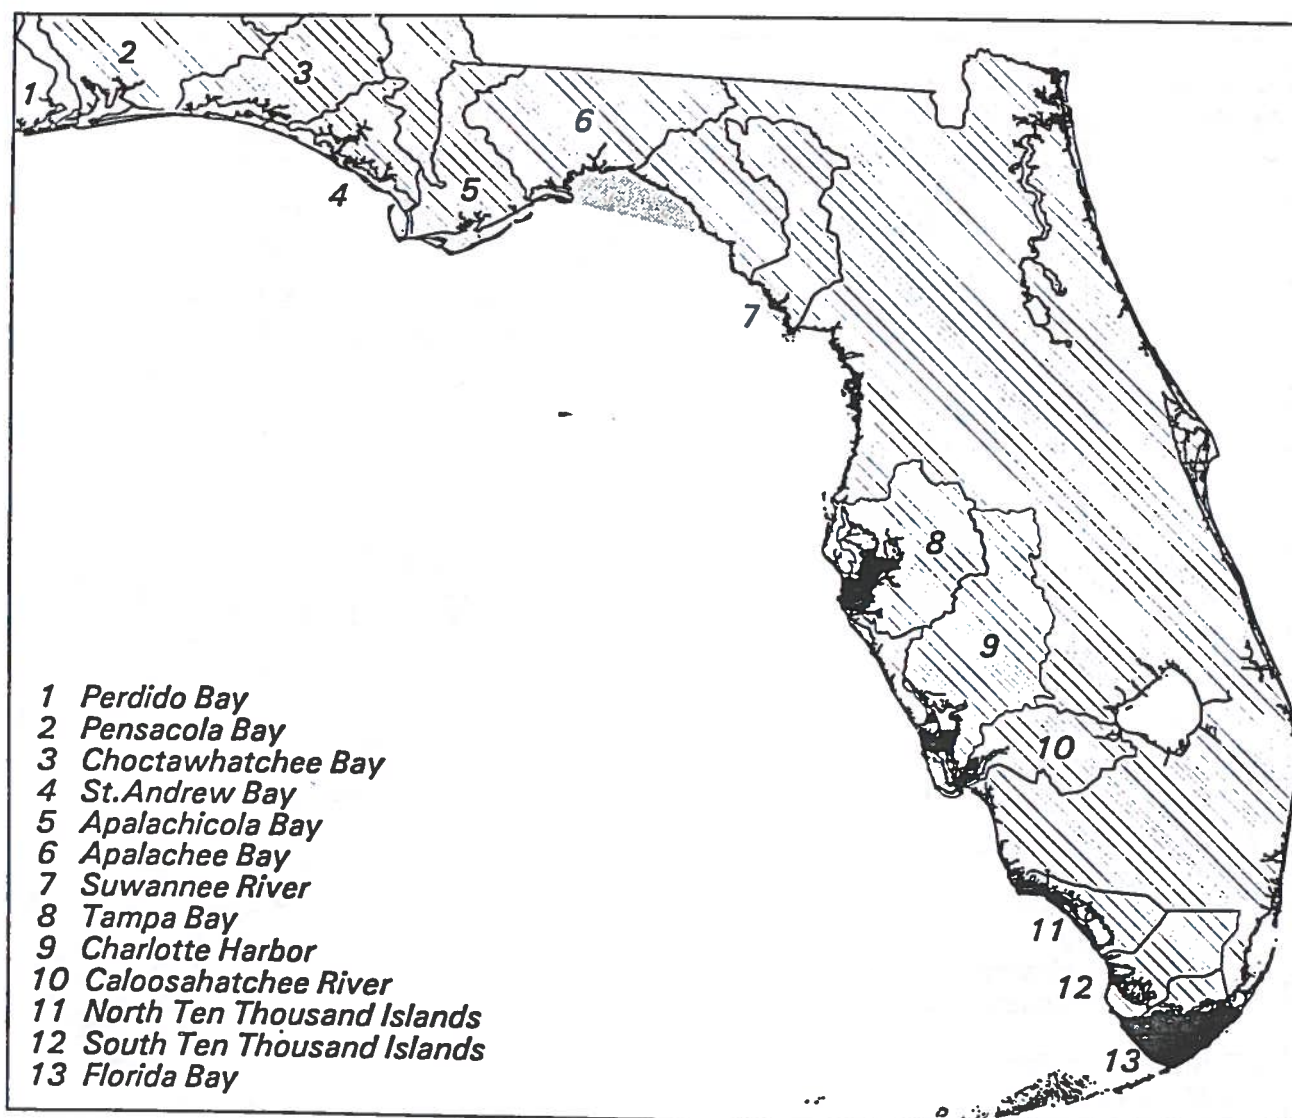 1
2
3
4
5
6
7
8
9
10
11
12
13
1 Perdido Bay
2 Pensacola Bay
3 Choctawhatchee Bay
4 St.Andrew Bay
5 Apalachicola Bay
6 Apalachee Bay
7 Suwannee River
8 Tampa Bay
9 Charlotte Harbor
10 Caloosahatchee River
11 North Ten Thousand Islands
12 South Ten Thousand Islands
13 Florida Bay